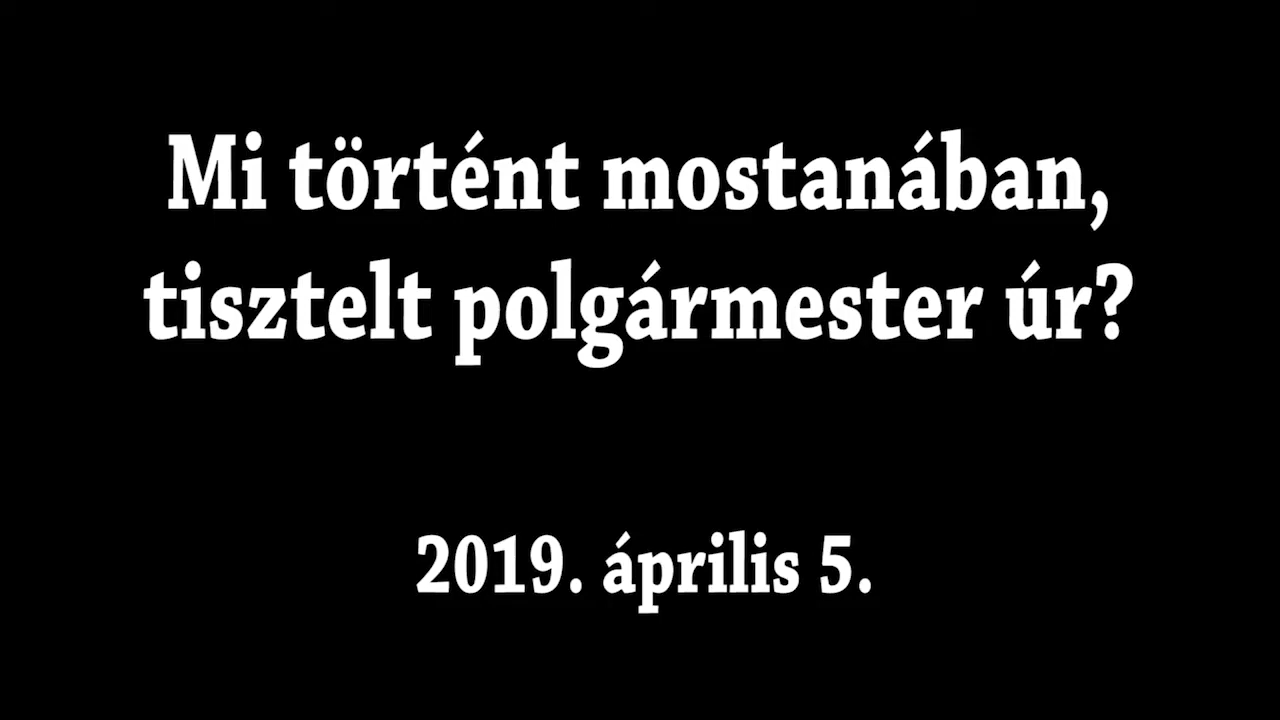 Mi történt mostanában,
tisztelt polgármester úr?
2019. április 5.